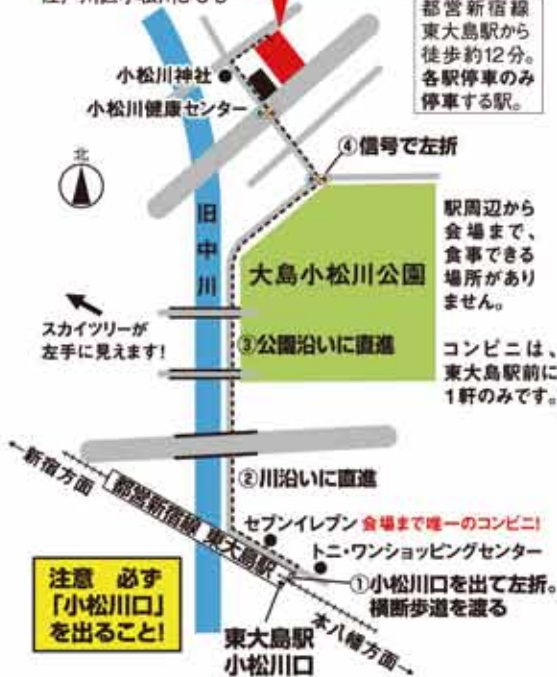 都営新宿線
東大島駅から
徒歩約12分。
各駅停車のみ
停車する駅。
小松川神社
小松川健康センター
④信号で左折
北
旧中川
大島小松川公園
駅周辺から
会場まで、
食事できる
場所があり
ません。
スカイツリーが
左手に見えます!
③公園沿いに直進
コンビニは、
東大島駅前に
1軒のみです。
←新宿方面
②川沿いに直進
都営新宿線 東大島駅
セブンイレブン 会場まで唯一のコンビニ!
トニ・ワンショッピングセンター
①小松川口を出て左折。
横断歩道を渡る
注意 必ず
「小松川口」
を出ること!
東大島駅
小松川口
本八幡方面→